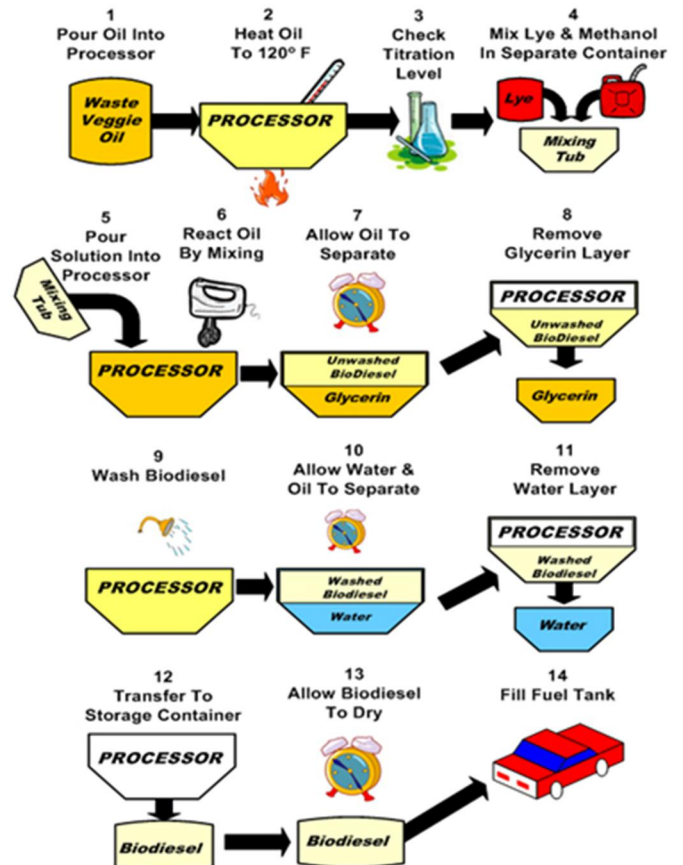 1
Pour Oil Into
Processor
2
Heat Oil
To 120º F
3
Check
Titration
Level
4
Mix Lye & Methanol
In Separate Container
Waste
Veggie
Oil
PROCESSOR
Lye
Mixing
Tub
5
Pour
Solution Into
Processor
6
React Oil
By Mixing
7
Allow Oil To
Separate
8
Remove
Glycerin Layer
Mixing
Tub
PROCESSOR
Unwashed
BioDiesel
Glycerin
PROCESSOR
Unwashed
BioDiesel
Glycerin
9
Wash Biodiesel
10
Allow Water &
Oil To Separate
11
Remove
Water Layer
PROCESSOR
Washed
Biodiesel
Water
PROCESSOR
Washed
Biodiesel
Water
12
Transfer To
Storage Container
13
Allow Biodiesel
To Dry
14
Fill Fuel Tank
PROCESSOR
Biodiesel
Biodiesel